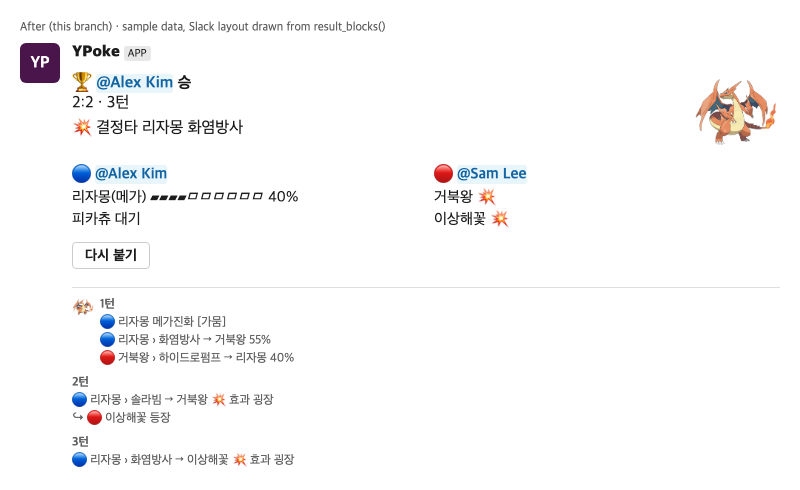 After (this branch) · sample data, Slack layout drawn from result_blocks()
YP
YPoke APP
🏆 @Alex Kim 승
2:2 · 3턴
💥 결정타 리자몽 화염방사
🔵 @Alex Kim
리자몽(메가) ▰▰▰▰▱▱▱▱▱▱ 40%
피카츄 대기
🔴 @Sam Lee
거북왕 💥
이상해꽃 💥
다시 붙기
1턴
🔵 리자몽 메가진화 [가뭄]
🔵 리자몽 › 화염방사 → 거북왕 55%
🔴 거북왕 › 하이드로펌프 → 리자몽 40%
2턴
🔵 리자몽 › 솔라빔 → 거북왕 💥 효과 굉장
↪ 🔴 이상해꽃 등장
3턴
🔵 리자몽 › 화염방사 → 이상해꽃 💥 효과 굉장